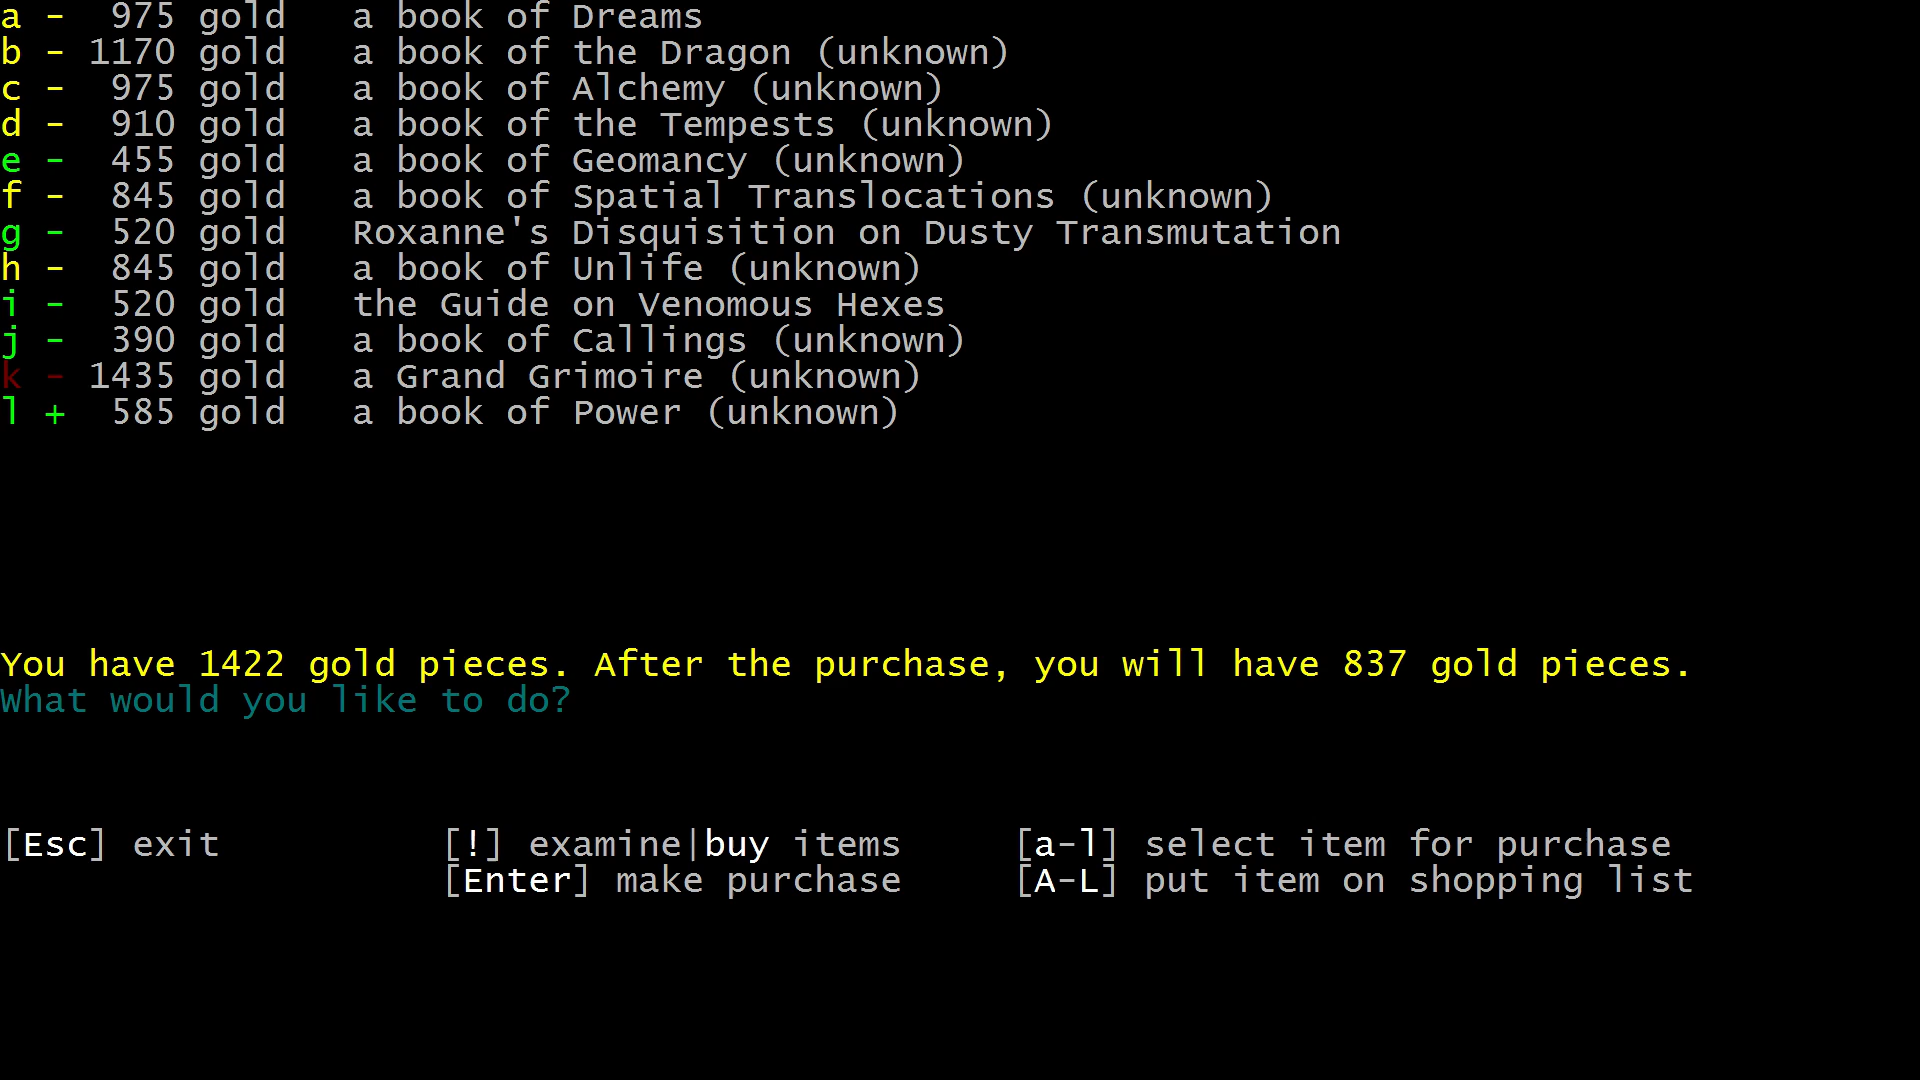 a -  975 gold   a book of Dreams
b - 1170 gold   a book of the Dragon (unknown)
c -  975 gold   a book of Alchemy (unknown)
d -  910 gold   a book of the Tempests (unknown)
e -  455 gold   a book of Geomancy (unknown)
f -  845 gold   a book of Spatial Translocations (unknown)
g -  520 gold   Roxanne's Disquisition on Dusty Transmutation
h -  845 gold   a book of Unlife (unknown)
i -  520 gold   the Guide on Venomous Hexes
j -  390 gold   a book of Callings (unknown)
k - 1435 gold   a Grand Grimoire (unknown)
l +  585 gold   a book of Power (unknown)
You have 1422 gold pieces. After the purchase, you will have 837 gold pieces.
What would you like to do?
[Esc] exit          [!] examine|buy items     [a-l] select item for purchase
                    [Enter] make purchase     [A-L] put item on shopping list